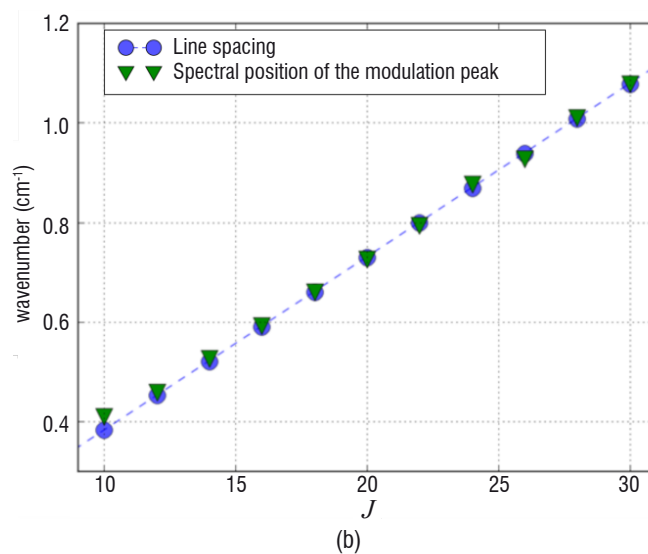 1.2
Line spacing
Spectral position of the modulation peak
1.0
0.8
0.6
0.4
wavenumber (cm⁻¹)
10 15 20 25 30
J
(b)